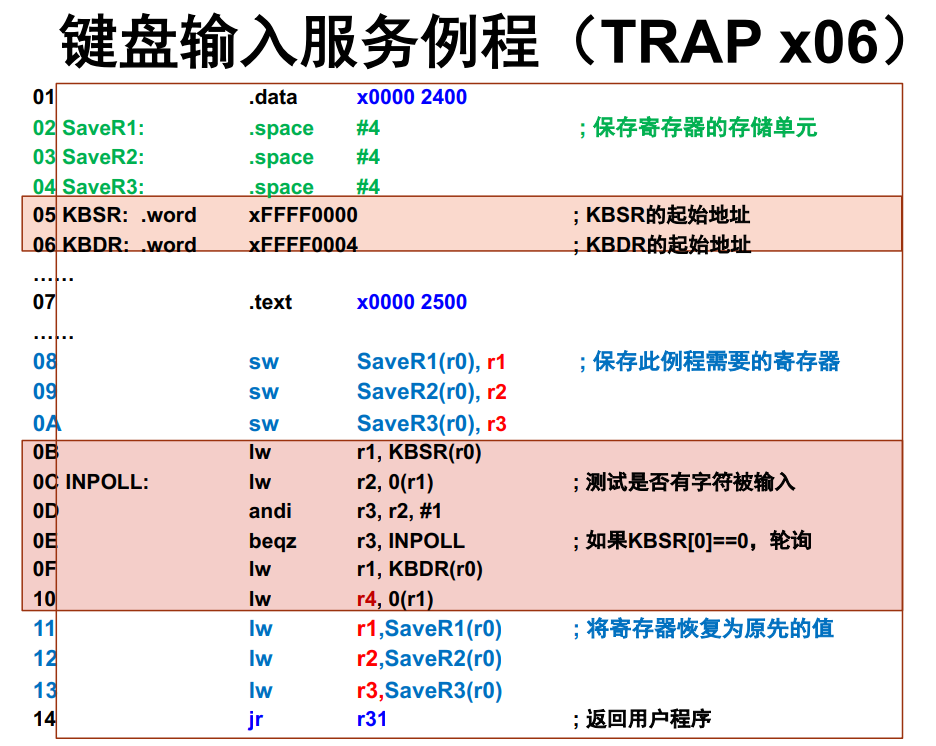 键盘输入服务例程（TRAP x06）
01 .data x0000 2400
02 SaveR1: .space #4 ; 保存寄存器的存储单元
03 SaveR2: .space #4
04 SaveR3: .space #4
05 KBSR: .word xFFFF0000 ; KBSR的起始地址
06 KBDR: .word xFFFF0004 ; KBDR的起始地址
……
07 .text x0000 2500
……
08 sw SaveR1(r0), r1 ; 保存此例程需要的寄存器
09 sw SaveR2(r0), r2
0A sw SaveR3(r0), r3
0B lw r1, KBSR(r0)
0C INPOLL: lw r2, 0(r1) ; 测试是否有字符被输入
0D andi r3, r2, #1
0E beqz r3, INPOLL ; 如果KBSR[0]==0，轮询
0F lw r1, KBDR(r0)
10 lw r4, 0(r1)
11 lw r1,SaveR1(r0) ; 将寄存器恢复为原先的值
12 lw r2,SaveR2(r0)
13 lw r3,SaveR3(r0)
14 jr r31 ; 返回用户程序